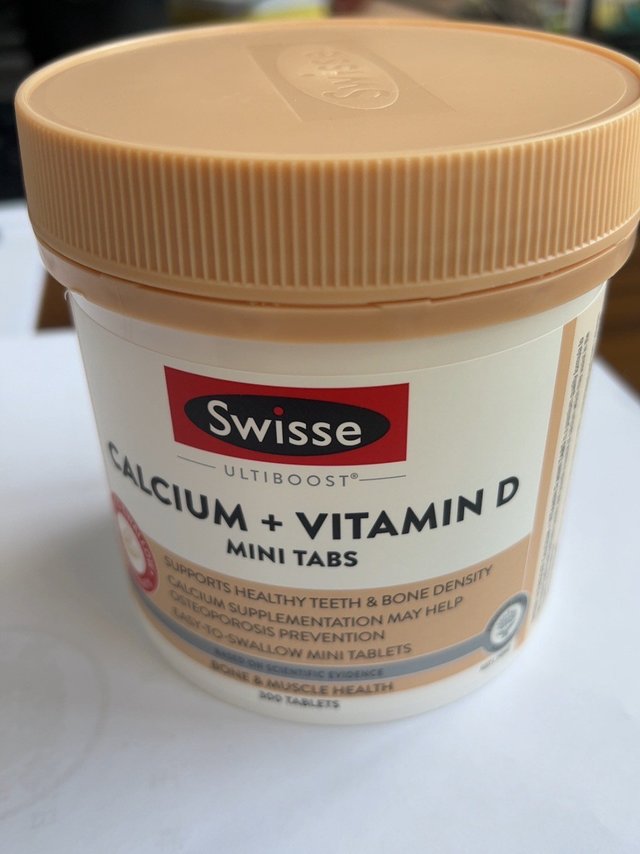 Swisse
Swisse
ULTIBOOST®
CALCIUM + VITAMIN D
MINI TABS
SUPPORTS HEALTHY TEETH & BONE DENSITY
CALCIUM SUPPLEMENTATION MAY HELP
OSTEOPOROSIS PREVENTION
EASY-TO-SWALLOW MINI TABLETS
BASED ON SCIENTIFIC EVIDENCE
BONE & MUSCLE HEALTH
300 TABLETS